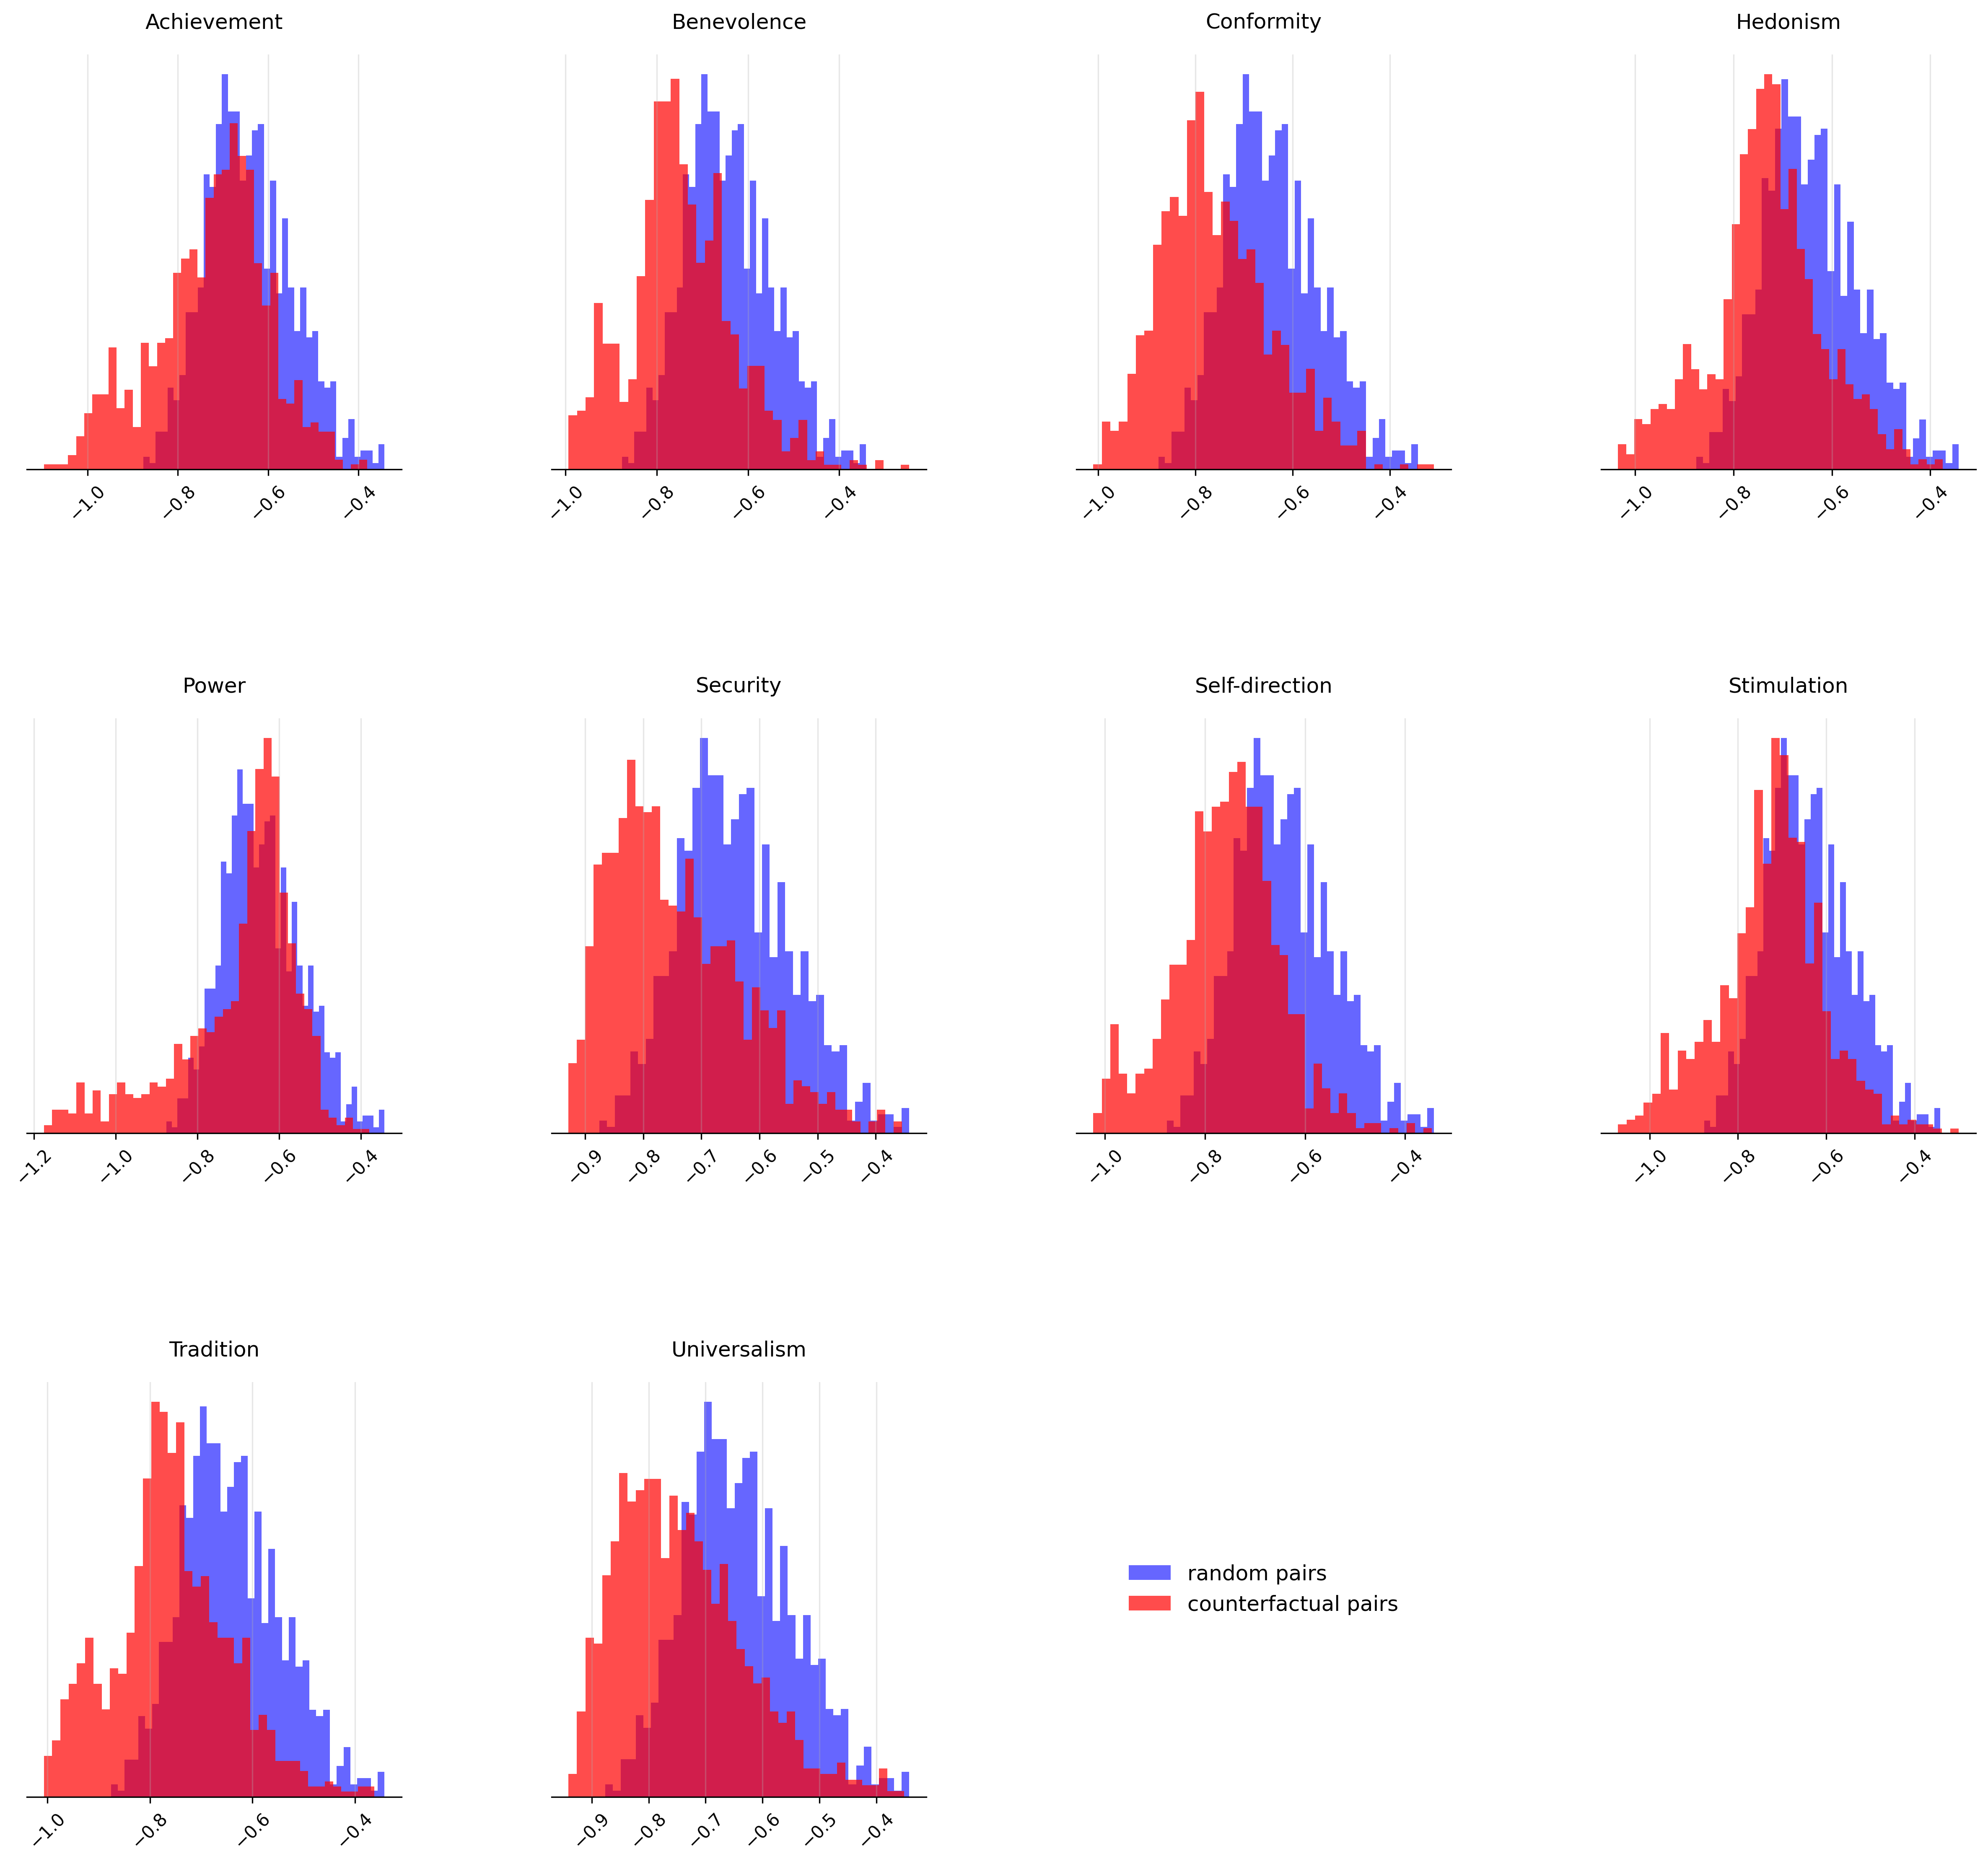 Achievement
Benevolence
Conformity
Hedonism
−1.0 −0.8 −0.6 −0.4
−1.0 −0.8 −0.6 −0.4
−1.0 −0.8 −0.6 −0.4
−1.0 −0.8 −0.6 −0.4
Power
Security
Self-direction
Stimulation
−1.2 −1.0 −0.8 −0.6 −0.4
−0.9 −0.8 −0.7 −0.6 −0.5 −0.4
−1.0 −0.8 −0.6 −0.4
−1.0 −0.8 −0.6 −0.4
Tradition
Universalism
random pairs
counterfactual pairs
−1.0 −0.8 −0.6 −0.4
−0.9 −0.8 −0.7 −0.6 −0.5 −0.4